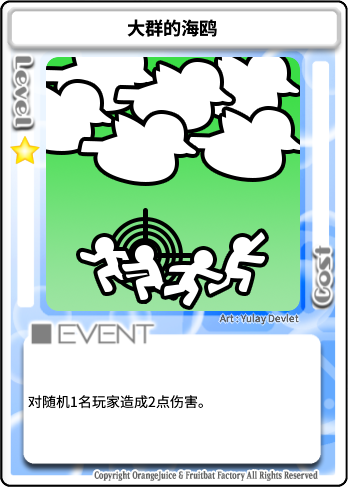 大群的海鸥
Level
Cost
Art : Yulay Devlet
EVENT
对随机1名玩家造成2点伤害。
Copyright OrangeJuice & Fruitbat Factory All Rights Reserved